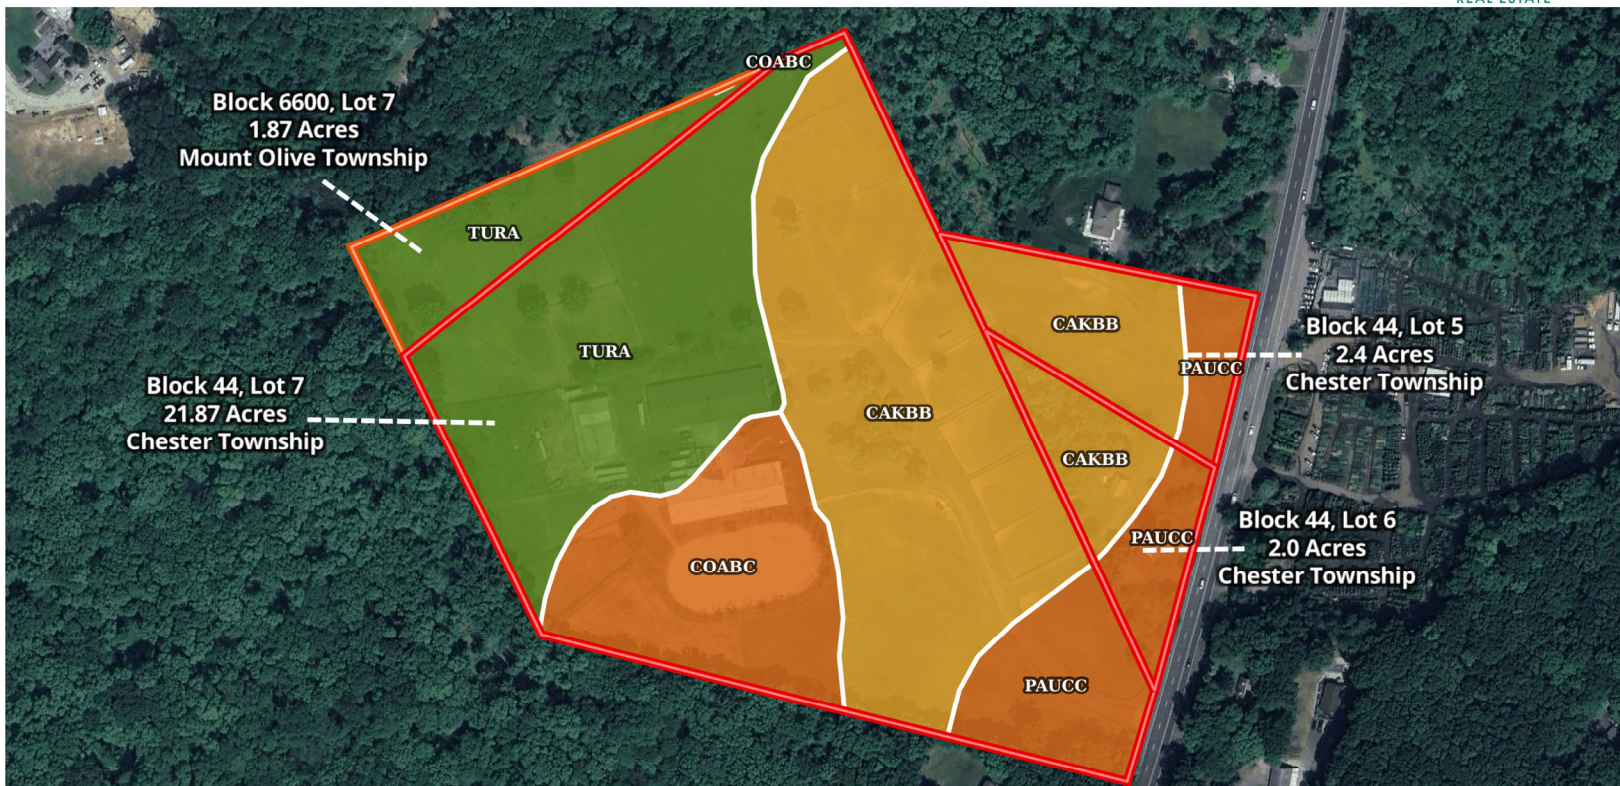 REAL ESTATE
COABC
Block 6600, Lot 7
1.87 Acres
Mount Olive Township
TURA
CAKBB
Block 44, Lot 5
2.4 Acres
Chester Township
PAUCC
TURA
Block 44, Lot 7
21.87 Acres
Chester Township
CAKBB
CAKBB
Block 44, Lot 6
2.0 Acres
Chester Township
PAUCC
COABC
PAUCC